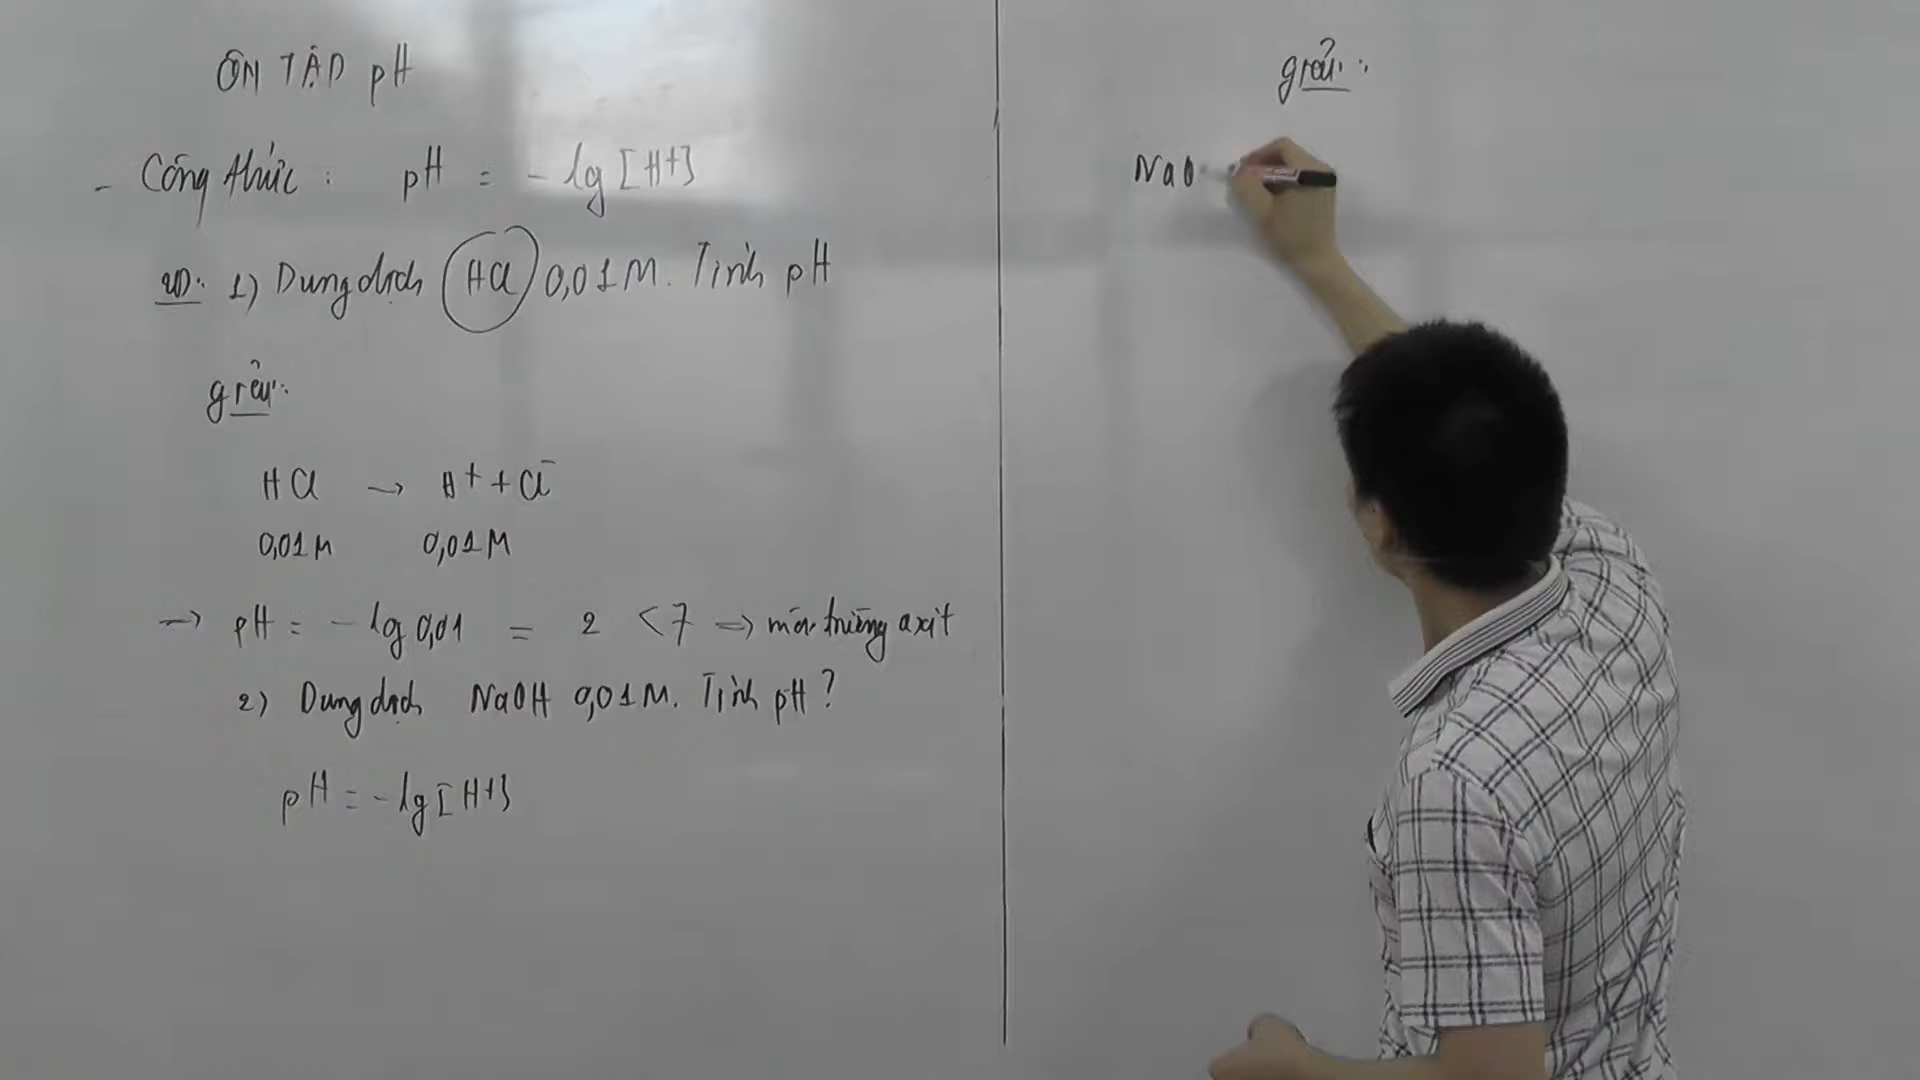 ÔN TẬP pH
- Công thức : pH = - lg [H+]
VD: 1) Dung dịch HCl 0,01M. Tính pH
giải:
HCl → H+ + Cl-
0,01M 0,01M
→ pH = - lg 0,01 = 2 < 7 → môi trường axit
2) Dung dịch NaOH 0,01M. Tính pH ?
pH = - lg [H+]
giải:
NaO